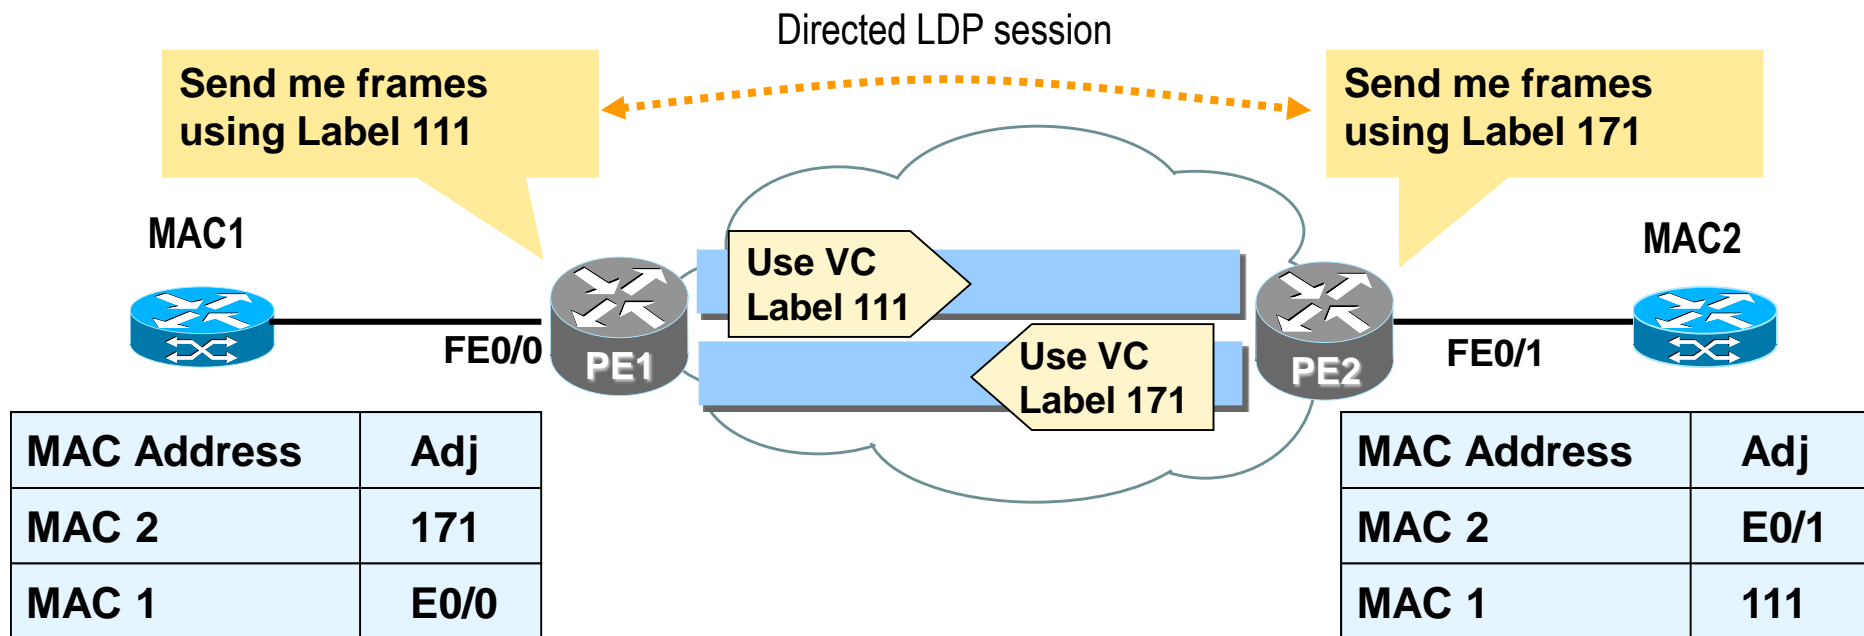 Directed LDP session
Send me frames
using Label 111
Send me frames
using Label 171
MAC1
MAC2
Use VC
Label 111
FE0/0
PE1
Use VC
Label 171
PE2
FE0/1
MAC Address Adj
MAC 2 171
MAC 1 E0/0
MAC Address Adj
MAC 2 E0/1
MAC 1 111